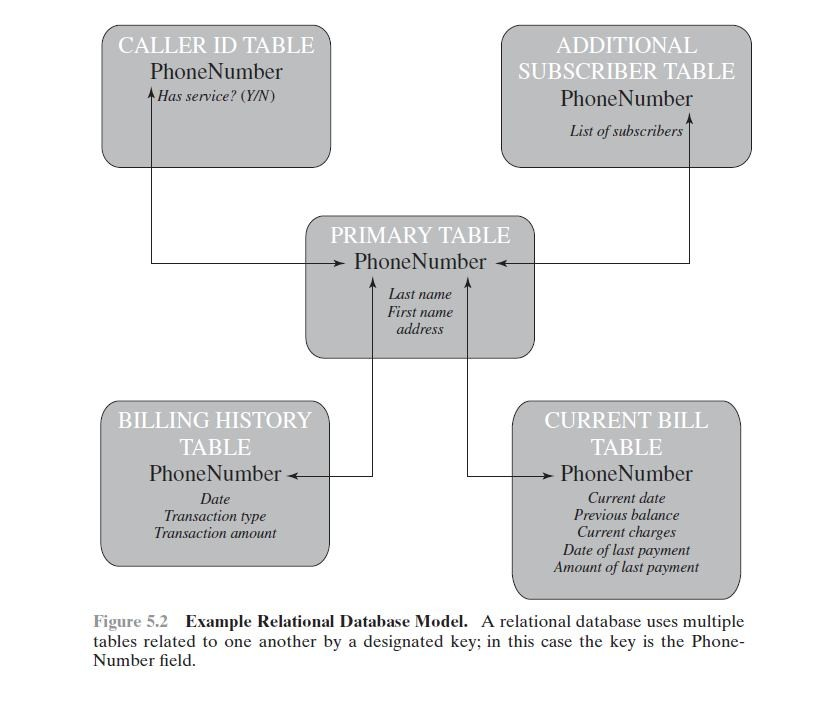 CALLER ID TABLE
PhoneNumber
Has service? (Y/N)
ADDITIONAL
SUBSCRIBER TABLE
PhoneNumber
List of subscribers
PRIMARY TABLE
PhoneNumber
Last name
First name
address
BILLING HISTORY
TABLE
PhoneNumber
Date
Transaction type
Transaction amount
CURRENT BILL
TABLE
PhoneNumber
Current date
Previous balance
Current charges
Date of last payment
Amount of last payment
Figure 5.2 Example Relational Database Model. A relational database uses multiple
tables related to one another by a designated key; in this case the key is the Phone-
Number field.